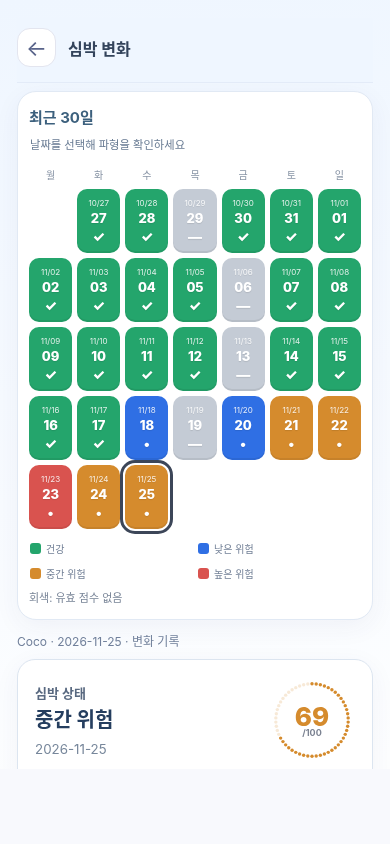 심박 변화
최근 30일
날짜를 선택해 파형을 확인하세요
월 화 수 목 금 토 일
10/27 10/28 10/29 10/30 10/31 11/01
27 28 29 30 31 01
11/02 11/03 11/04 11/05 11/06 11/07 11/08
02 03 04 05 06 07 08
11/09 11/10 11/11 11/12 11/13 11/14 11/15
09 10 11 12 13 14 15
11/16 11/17 11/18 11/19 11/20 11/21 11/22
16 17 18 19 20 21 22
11/23 11/24 11/25
23 24 25
건강 낮은 위험
중간 위험 높은 위험
회색: 유효 점수 없음
Coco · 2026-11-25 · 변화 기록
심박 상태
중간 위험
2026-11-25
69
/100